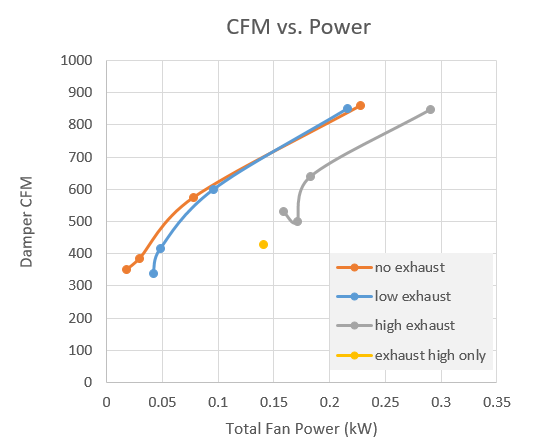 CFM vs. Power
1000
900
800
700
600
500
400
300
200
100
0
Damper CFM
0
0.05
0.1
0.15
0.2
0.25
0.3
0.35
Total Fan Power (kW)
no exhaust
low exhaust
high exhaust
exhaust high only